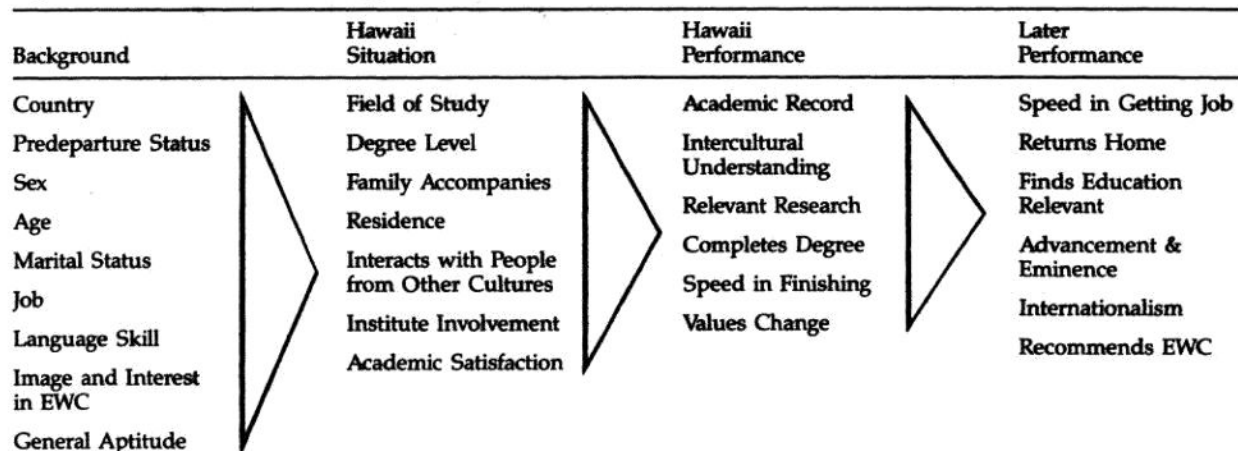 Background
Hawaii
Situation
Hawaii
Performance
Later
Performance
Country
Predeparture Status
Sex
Age
Marital Status
Job
Language Skill
Image and Interest
in EWC
General Aptitude
Field of Study
Degree Level
Family Accompanies
Residence
Interacts with People
from Other Cultures
Institute Involvement
Academic Satisfaction
Academic Record
Intercultural
Understanding
Relevant Research
Completes Degree
Speed in Finishing
Values Change
Speed in Getting Job
Returns Home
Finds Education
Relevant
Advancement &
Eminence
Internationalism
Recommends EWC